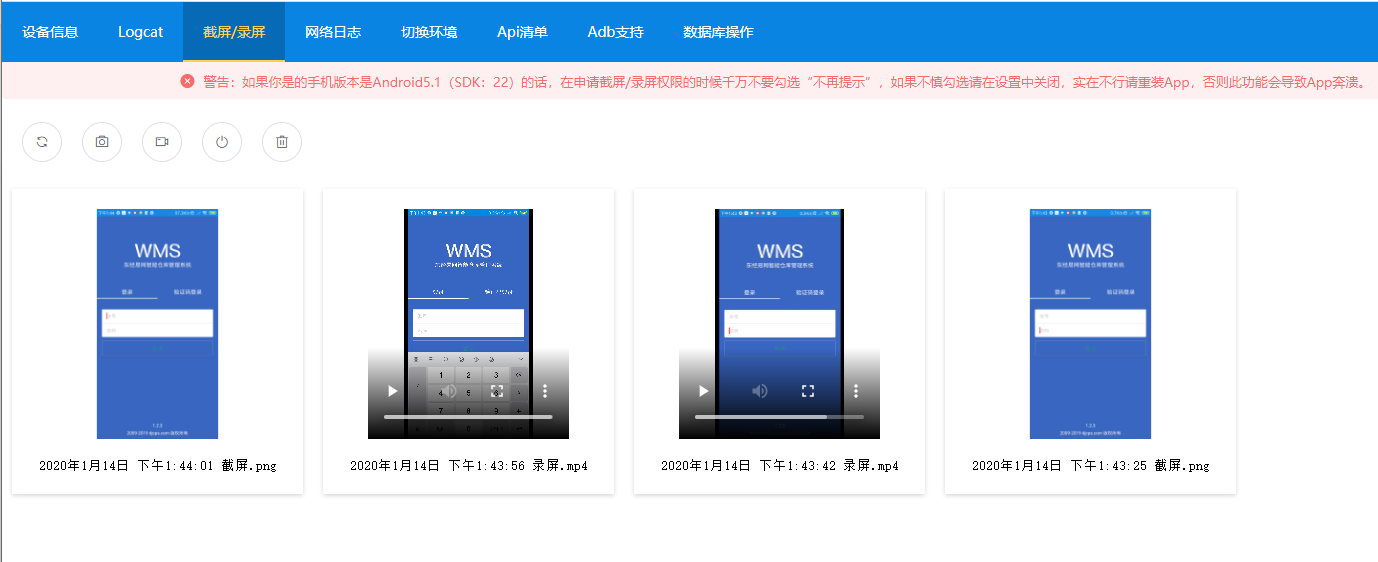 设备信息 Logcat 截屏/录屏 网络日志 切换环境 Api清单 Adb支持 数据库操作
警告：如果你是的手机版本是Android5.1（SDK：22）的话，在申请截屏/录屏权限的时候千万不要勾选“不再提示”，如果不慎勾选请在设置中关闭，实在不行请重装App，否则此功能会导致App奔溃。
WMS WMS WMS WMS
登录 验证码登录 登录 验证码登录 登录 验证码登录
1 2 3
4 5 6
7 8 9
2020年1月14日 下午1:44:01 截屏.png 2020年1月14日 下午1:43:56 录屏.mp4 2020年1月14日 下午1:43:42 录屏.mp4 2020年1月14日 下午1:43:25 截屏.png